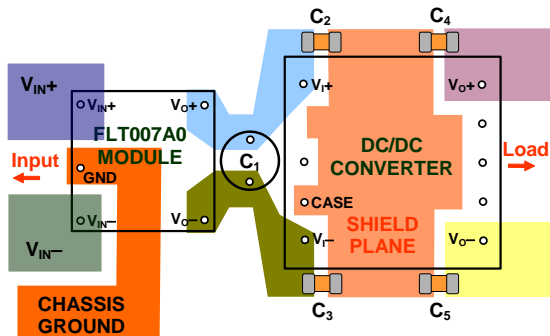 C2
C4
VIN+
VIN+
VO+
VI+
VO+
FLT007A0
MODULE
C1
DC/DC
CONVERTER
Input
Load
GND
CASE
VIN–
VO–
VI–
SHIELD
PLANE
VO–
VIN–
CHASSIS
GROUND
C3
C5